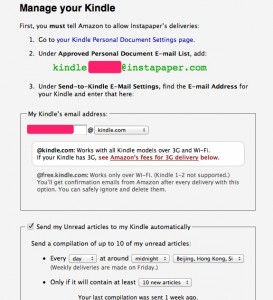 Manage your Kindle
First, you must tell Amazon to allow Instapaper's deliveries:
1. Go to your Kindle Personal Document Settings page.
2. Under Approved Personal Document E-mail List, add:
kindle @instapaper.com
3. Under Send-to-Kindle E-Mail Settings, find the E-mail Address for
your Kindle and enter that here:
My Kindle's email address:
@ kindle.com
@kindle.com: Works with all Kindle models over 3G and Wi-Fi.
If your Kindle has 3G, see Amazon's fees for 3G delivery below.
@free.kindle.com: Works only over Wi-Fi. (Kindle 1–2 not supported.)
You'll get confirmation emails from Amazon after every delivery with this
option. You can safely ignore and delete them.
Send my Unread articles to my Kindle automatically
Send a compilation of up to 10 of my unread articles:
• Every day at around midnight Beijing, Hong Kong, Si
(Weekly deliveries are made on Friday.)
• Only if it will contain at least 10 new articles
Your last compilation was sent 1 week ago.